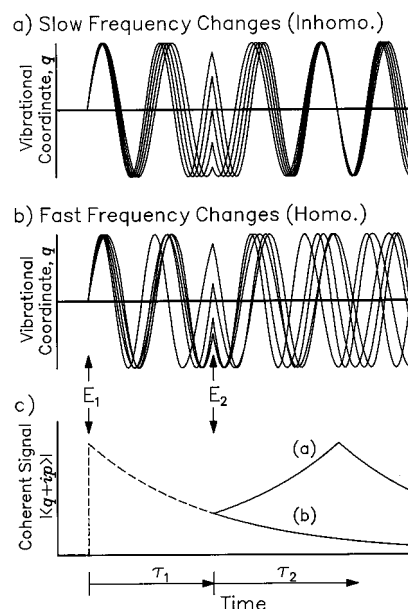 a) Slow Frequency Changes (Inhomo.)
Vibrational
Coordinate, q
b) Fast Frequency Changes (Homo.)
Vibrational
Coordinate, q
E₁
E₂
c)
Coherent Signal
|<q+ip>|
(a)
(b)
τ₁
τ₂
Time